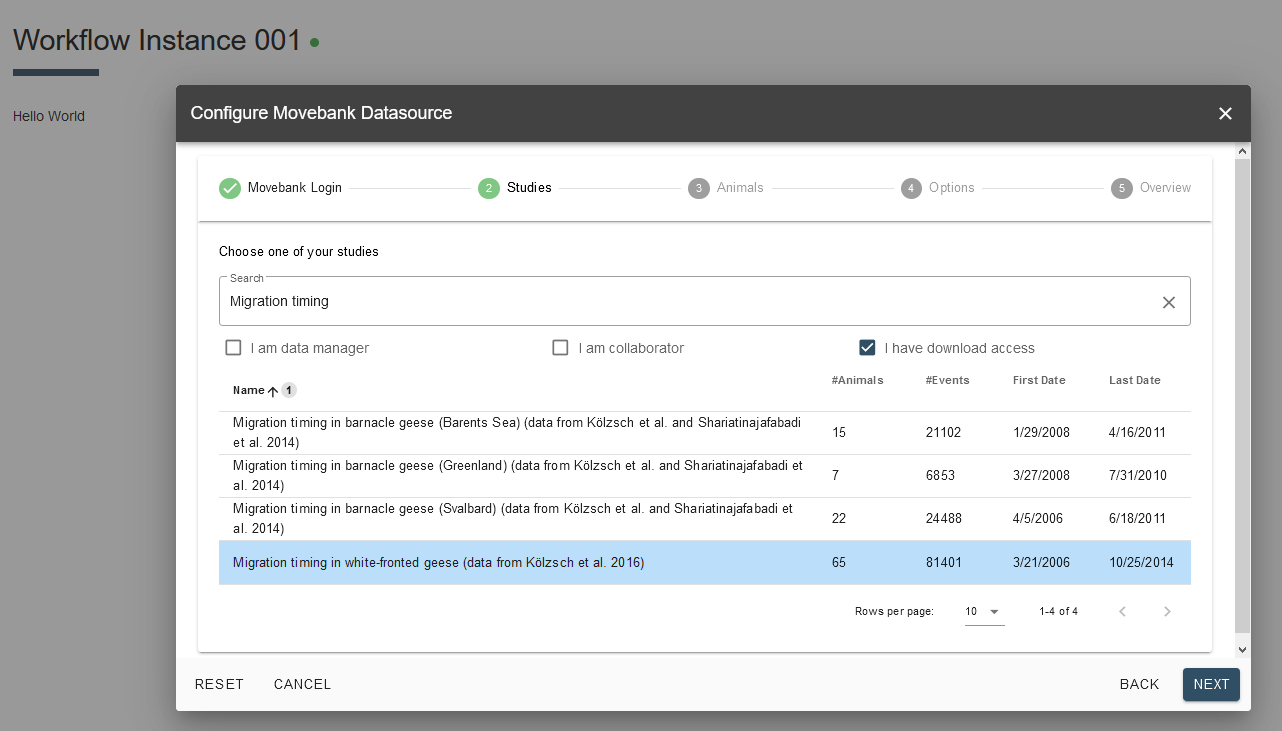 Workflow Instance 001
Hello World
Configure Movebank Datasource
Movebank Login
2 Studies
3 Animals
4 Options
5 Overview
Choose one of your studies
Search
Migration timing
I am data manager
I am collaborator
I have download access
Name 1
#Animals
#Events
First Date
Last Date
Migration timing in barnacle geese (Barents Sea) (data from Kölzsch et al. and Shariatinajafabadi
et al. 2014)
15
21102
1/29/2008
4/16/2011
Migration timing in barnacle geese (Greenland) (data from Kölzsch et al. and Shariatinajafabadi et
al. 2014)
7
6853
3/27/2008
7/31/2010
Migration timing in barnacle geese (Svalbard) (data from Kölzsch et al. and Shariatinajafabadi et
al. 2014)
22
24488
4/5/2006
6/18/2011
Migration timing in white-fronted geese (data from Kölzsch et al. 2016)
65
81401
3/21/2006
10/25/2014
Rows per page:
10
1-4 of 4
RESET
CANCEL
BACK
NEXT